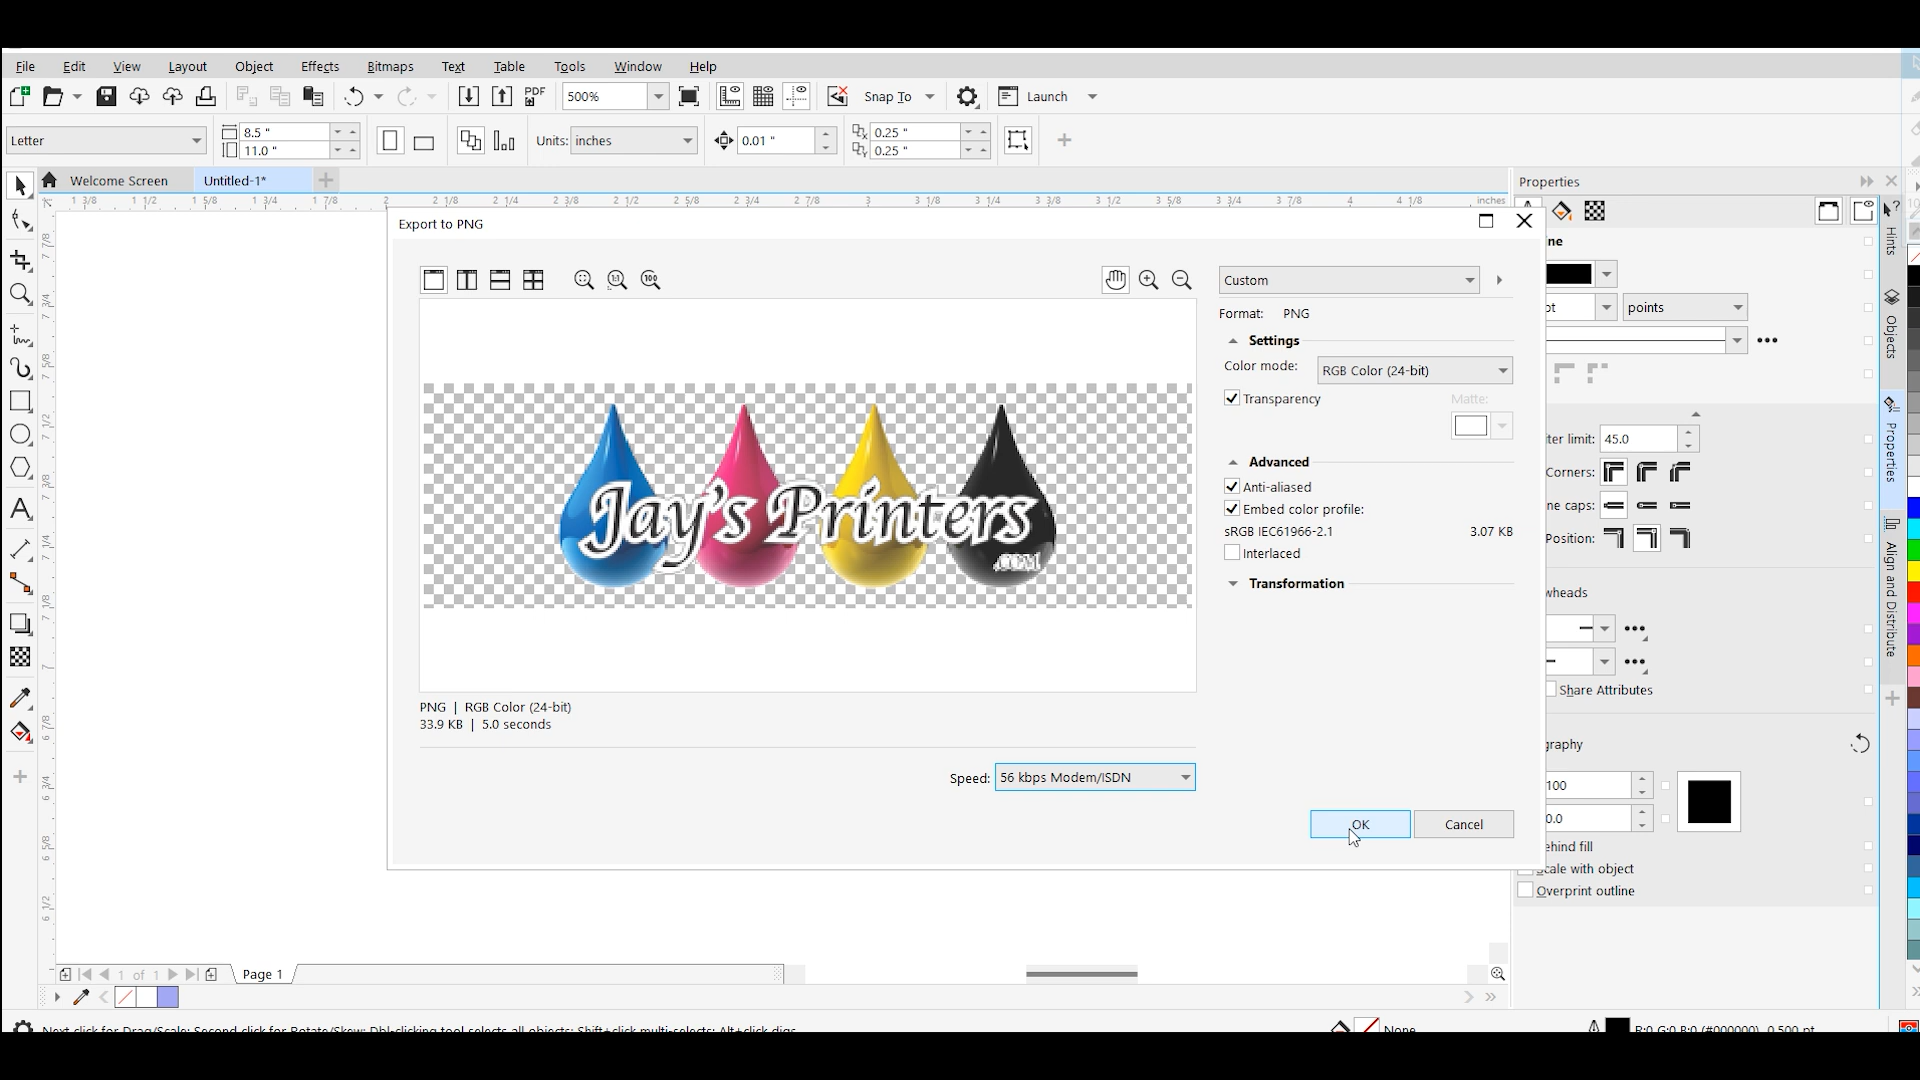 File Edit View Layout Object Effects Bitmaps Text Table Tools Window Help
PDF 500% Snap To Launch
Letter 8.5 " 11.0 " Units: inches 0.01 " 0.25 " 0.25 "
Welcome Screen Untitled-1* Properties
1 3/8 1 1/2 1 5/8 1 3/4 1 7/8 2 2 1/8 2 1/4 2 3/8 2 1/2 2 5/8 2 3/4 2 7/8 3 3 1/8 3 1/4 3 3/8 3 1/2 3 5/8 3 3/4 3 7/8 4 4 1/8 inches
Export to PNG
Custom
Format: PNG
Settings
Color mode: RGB Color (24-bit)
Transparency Matte:
Jay's Printers
.COM
Advanced
Anti-aliased
Embed color profile:
sRGB IEC61966-2.1 3.07 KB
Interlaced
Transformation
PNG | RGB Color (24-bit)
33.9 KB | 5.0 seconds
Speed: 56 kbps Modem/ISDN
OK Cancel
ne
pt points
ter limit: 45.0
Corners:
ne caps:
Position:
wheads
Share Attributes
graphy
100
0.0
ehind fill
cale with object
Overprint outline
Hints
Objects
Properties
Align and Distribute
1 of 1 Page 1
Next click for Drag/Scale; Second click for Rotate/Skew; Dbl-clicking tool selects all objects; Shift+click multi-selects; Alt+click digs
None R:0 G:0 B:0 (#000000) 0.500 pt